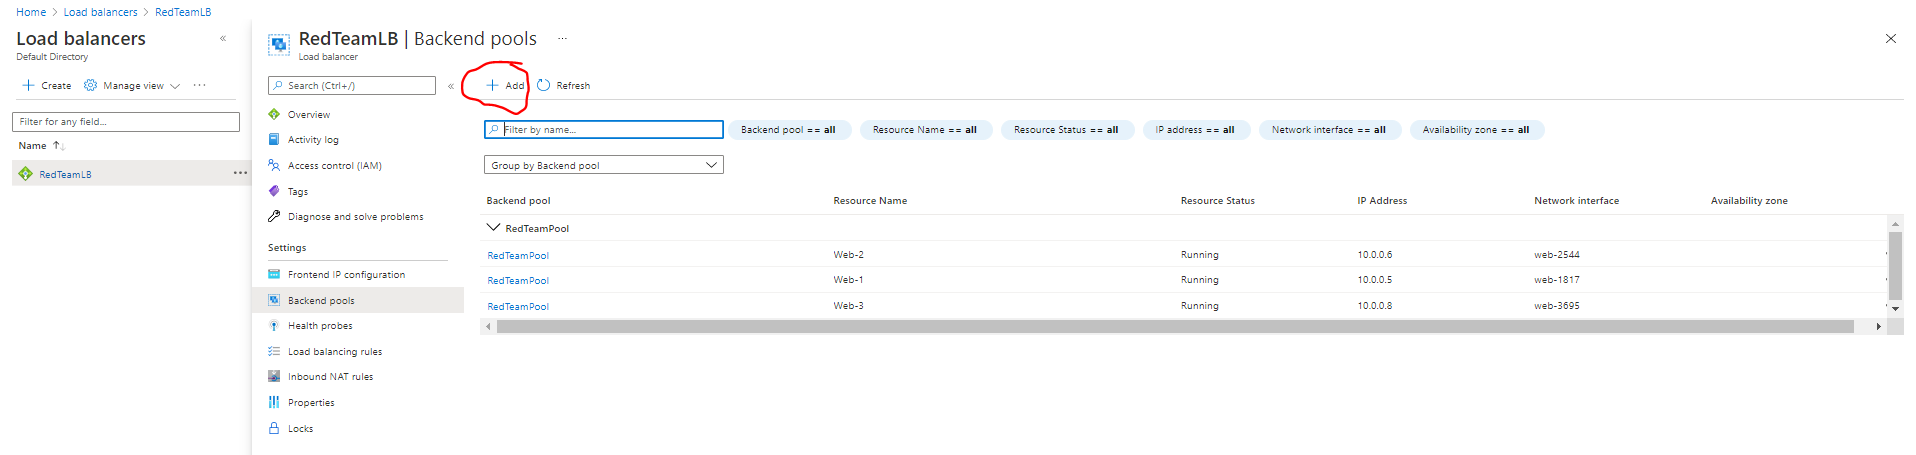 Home > Load balancers > RedTeamLB
Load balancers
Default Directory
Create Manage view
Filter for any field...
Name
RedTeamLB
RedTeamLB | Backend pools
Load balancer
Search (Ctrl+/)
Overview
Activity log
Access control (IAM)
Tags
Diagnose and solve problems
Settings
Frontend IP configuration
Backend pools
Health probes
Load balancing rules
Inbound NAT rules
Properties
Locks
Add Refresh
Filter by name...
Backend pool == all Resource Name == all Resource Status == all IP address == all Network interface == all Availability zone == all
Group by Backend pool
Backend pool Resource Name Resource Status IP Address Network interface Availability zone
RedTeamPool
RedTeamPool Web-2 Running 10.0.0.6 web-2544
RedTeamPool Web-1 Running 10.0.0.5 web-1817
RedTeamPool Web-3 Running 10.0.0.8 web-3695